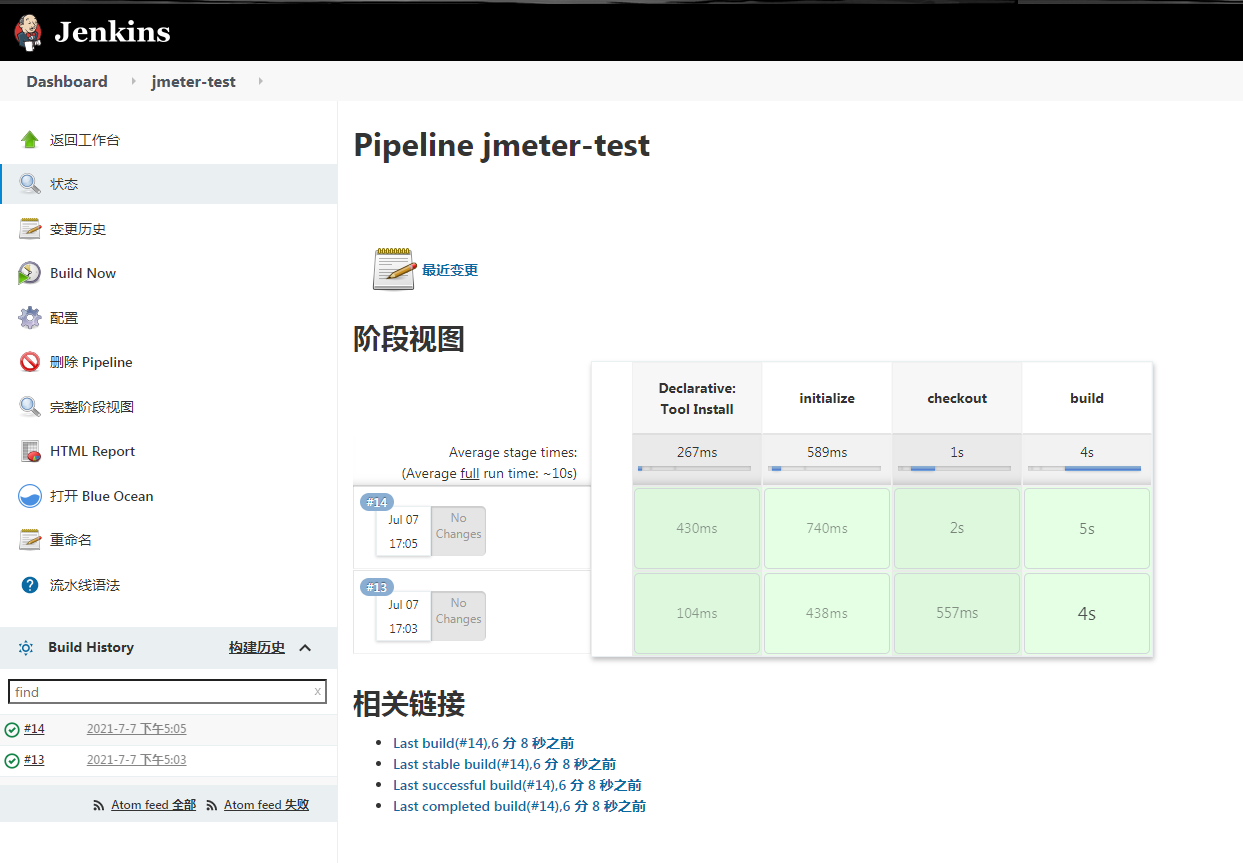 Jenkins
Dashboard
jmeter-test
返回工作台
状态
变更历史
Build Now
配置
删除 Pipeline
完整阶段视图
HTML Report
打开 Blue Ocean
重命名
流水线语法
Build History
构建历史
find
x
#14
2021-7-7 下午5:05
#13
2021-7-7 下午5:03
Atom feed 全部
Atom feed 失败
Pipeline jmeter-test
最近变更
阶段视图
Declarative:
Tool Install
initialize
checkout
build
Average stage times:
(Average full run time: ~10s)
267ms
589ms
1s
4s
#14
Jul 07
17:05
No
Changes
430ms
740ms
2s
5s
#13
Jul 07
17:03
No
Changes
104ms
438ms
557ms
4s
相关链接
Last build(#14),6 分 8 秒之前
Last stable build(#14),6 分 8 秒之前
Last successful build(#14),6 分 8 秒之前
Last completed build(#14),6 分 8 秒之前